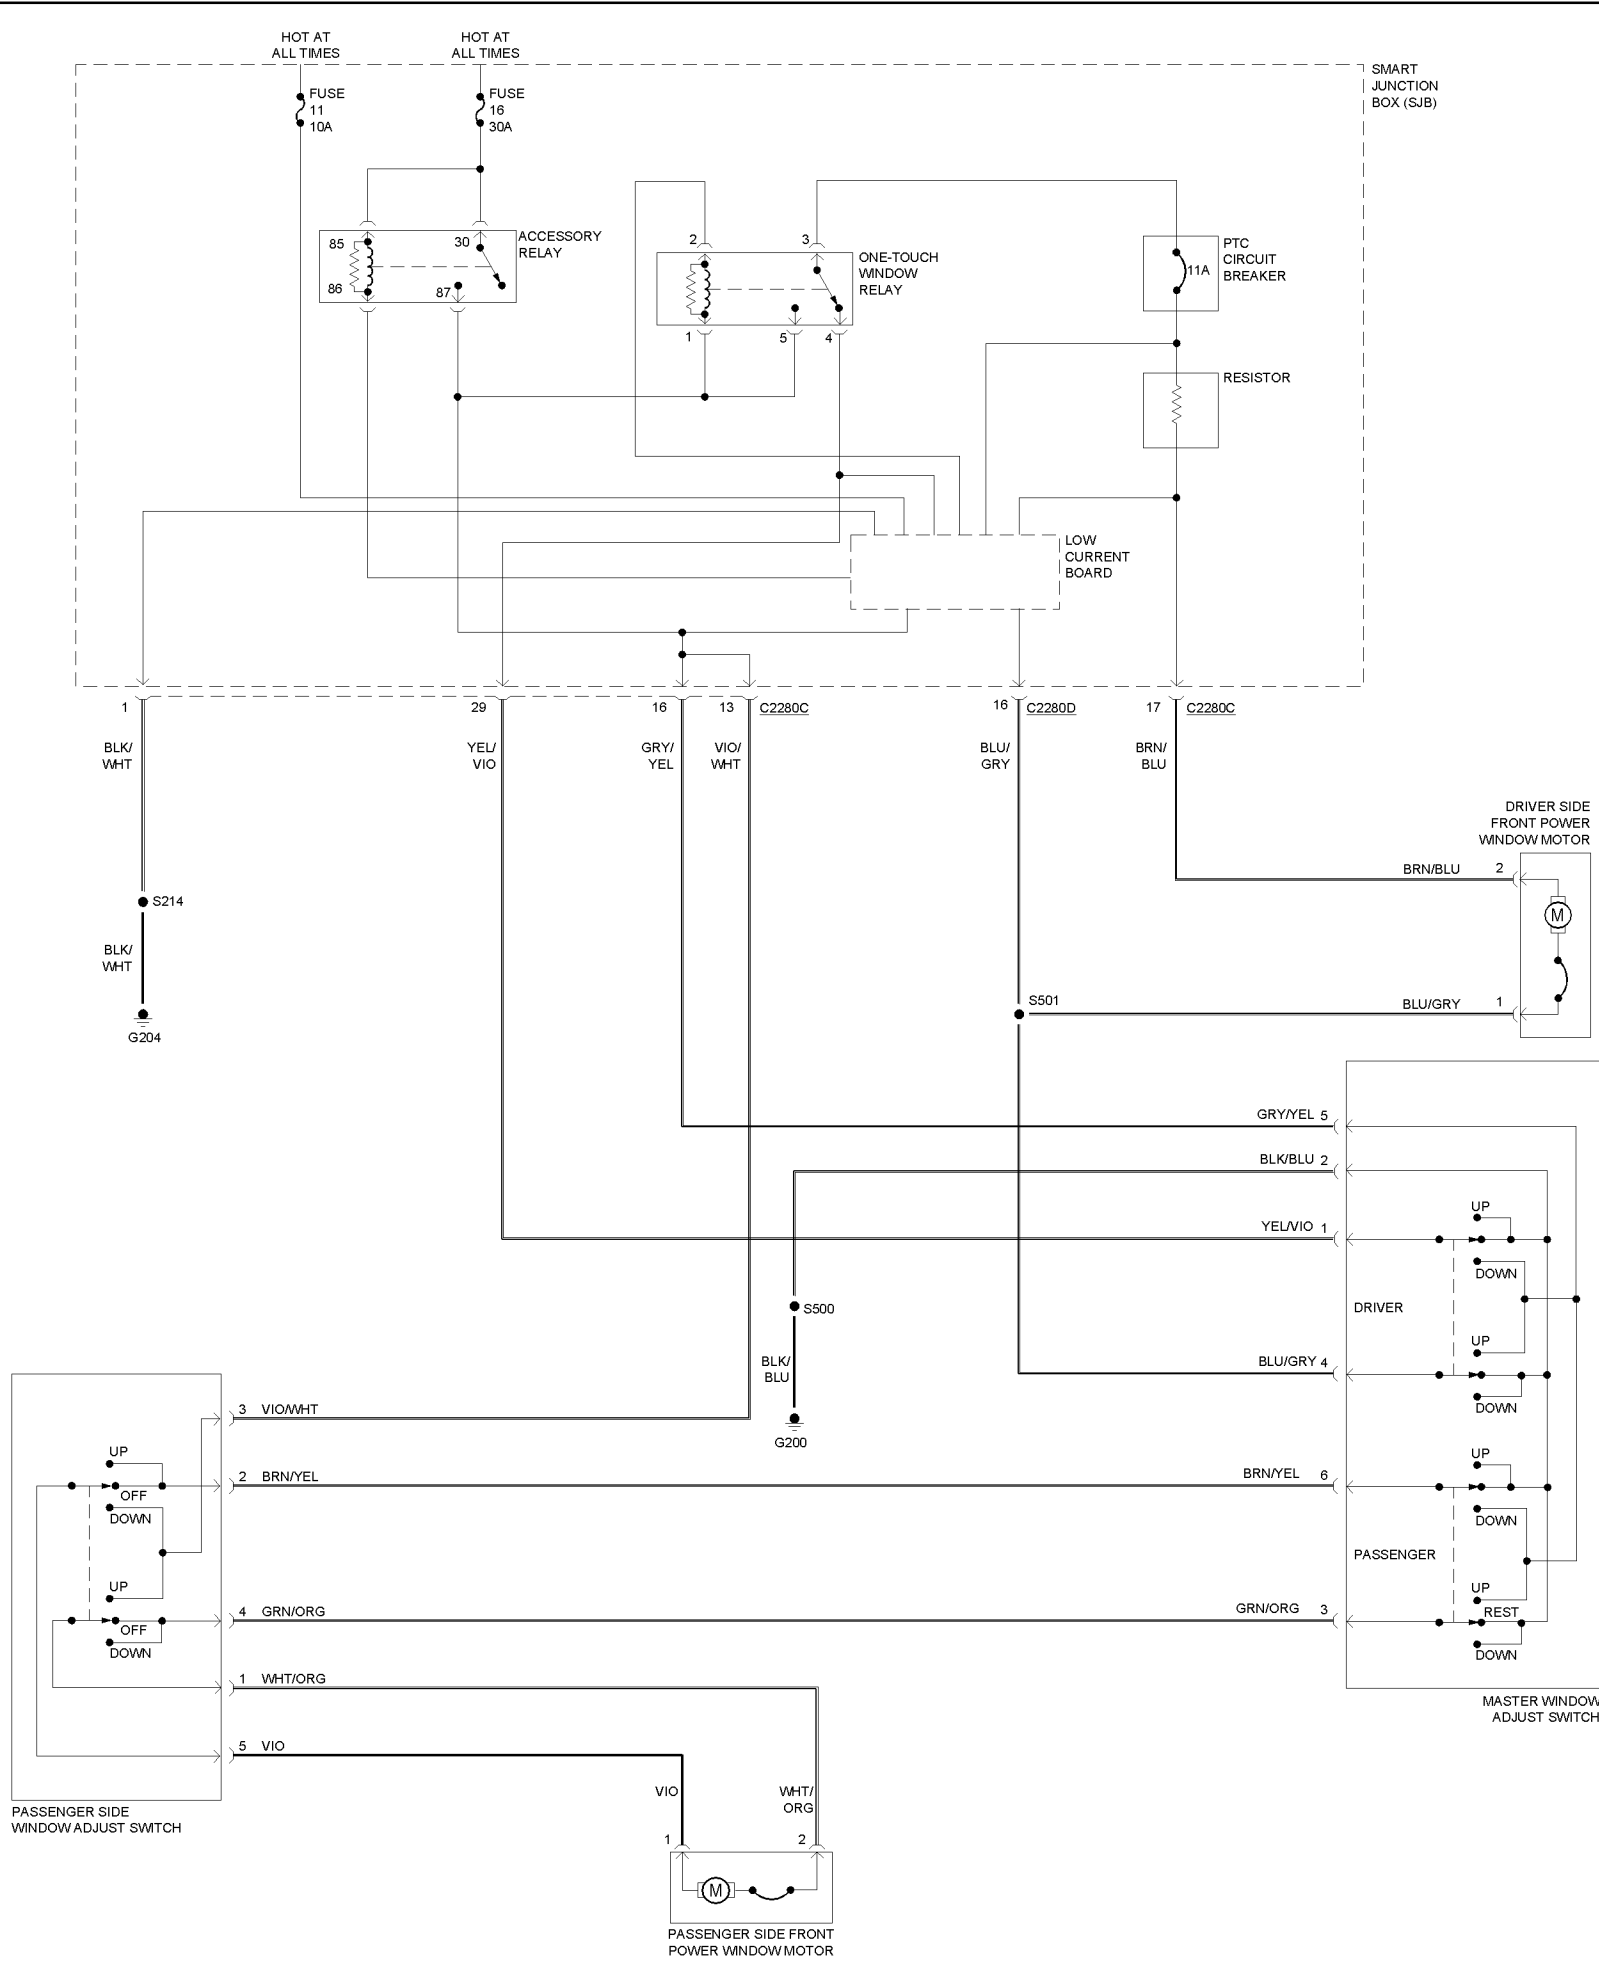 HOT AT
ALL TIMES
HOT AT
ALL TIMES
SMART
JUNCTION
BOX (SJB)
FUSE
11
10A
FUSE
16
30A
85
86
30
87
ACCESSORY
RELAY
2
3
1
5
4
ONE-TOUCH
WINDOW
RELAY
11A
PTC
CIRCUIT
BREAKER
RESISTOR
LOW
CURRENT
BOARD
1
29
16
13
C2280C
16
C2280D
17
C2280C
BLK/
WHT
YEL/
VIO
GRY/
YEL
VIO/
WHT
BLU/
GRY
BRN/
BLU
DRIVER SIDE
FRONT POWER
WINDOW MOTOR
BRN/BLU
2
M
S214
BLK/
WHT
G204
S501
BLU/GRY
1
GRY/YEL
5
BLK/BLU
2
YEL/VIO
1
UP
DOWN
S500
DRIVER
UP
BLU/GRY
4
DOWN
BLK/
BLU
G200
3
VIO/WHT
UP
2
BRN/YEL
OFF
DOWN
BRN/YEL
6
UP
DOWN
PASSENGER
UP
4
GRN/ORG
OFF
DOWN
GRN/ORG
3
UP
REST
DOWN
1
WHT/ORG
5
VIO
MASTER WINDOW
ADJUST SWITCH
PASSENGER SIDE
WINDOW ADJUST SWITCH
VIO
WHT/
ORG
1
2
M
PASSENGER SIDE FRONT
POWER WINDOW MOTOR